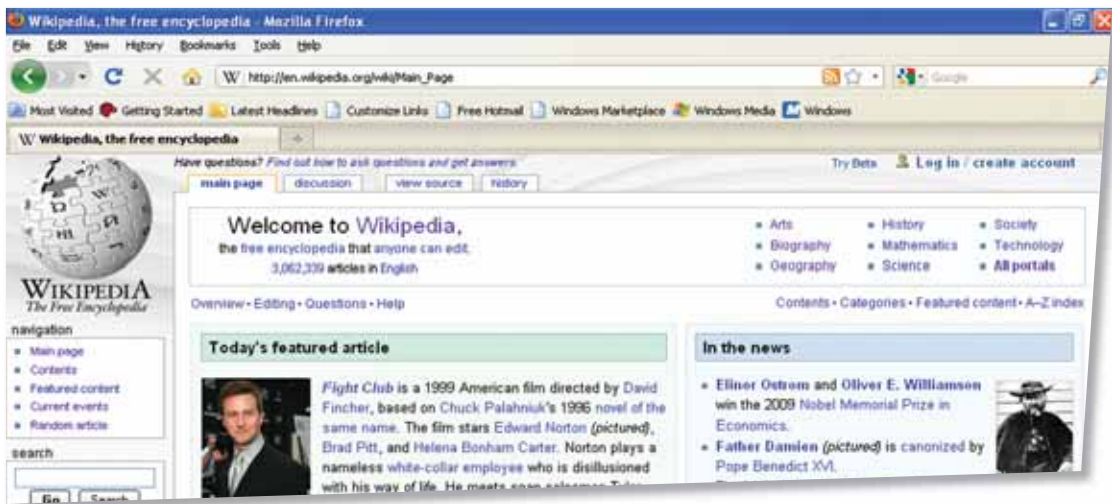 Wikipedia, the free encyclopedia - Mozilla Firefox
File Edit View History Bookmarks Tools Help
W http://en.wikipedia.org/wiki/Main_Page Google
Most Visited Getting Started Latest Headlines Customize Links Free Hotmail Windows Marketplace Windows Media Windows
W Wikipedia, the free encyclopedia
Have questions? Find out how to ask questions and get answers.
Try Beta Log in / create account
main page discussion view source history
Welcome to Wikipedia,
the free encyclopedia that anyone can edit.
3,062,339 articles in English
Arts History Society
Biography Mathematics Technology
Geography Science All portals
WIKIPEDIA
The Free Encyclopedia
Overview · Editing · Questions · Help
Contents · Categories · Featured content · A–Z index
navigation
Main page
Contents
Featured content
Current events
Random article
search
Go Search
Today's featured article
Fight Club is a 1999 American film directed by David
Fincher, based on Chuck Palahniuk's 1996 novel of the
same name. The film stars Edward Norton (pictured),
Brad Pitt, and Helena Bonham Carter. Norton plays a
nameless white-collar employee who is disillusioned
with his way of life. He meets soap salesman
In the news
Elinor Ostrom and Oliver E. Williamson
win the 2009 Nobel Memorial Prize in
Economics.
Father Damien (pictured) is canonized by
Pope Benedict XVI.